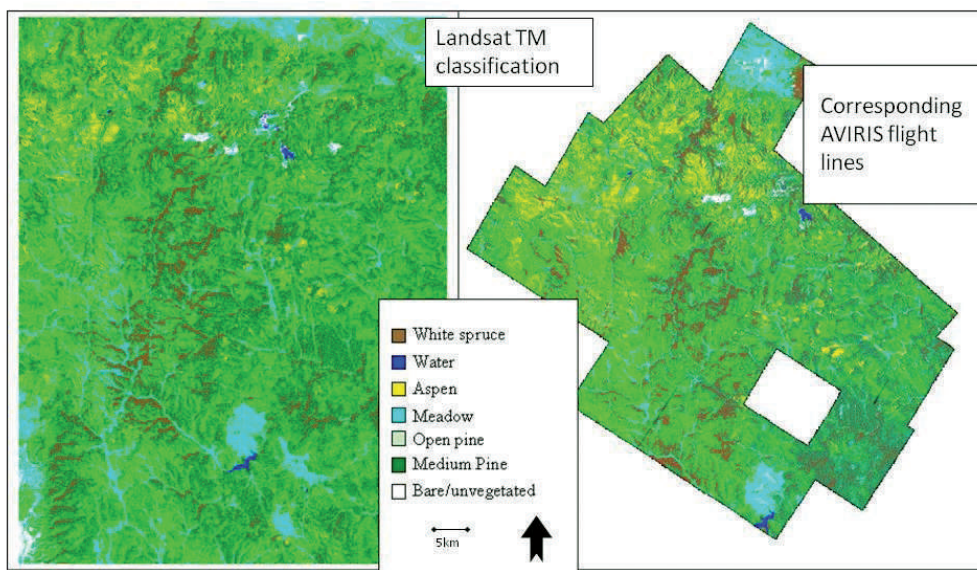 Landsat TM
classification
Corresponding
AVIRIS flight
lines
White spruce
Water
Aspen
Meadow
Open pine
Medium Pine
Bare/unvegetated
5km